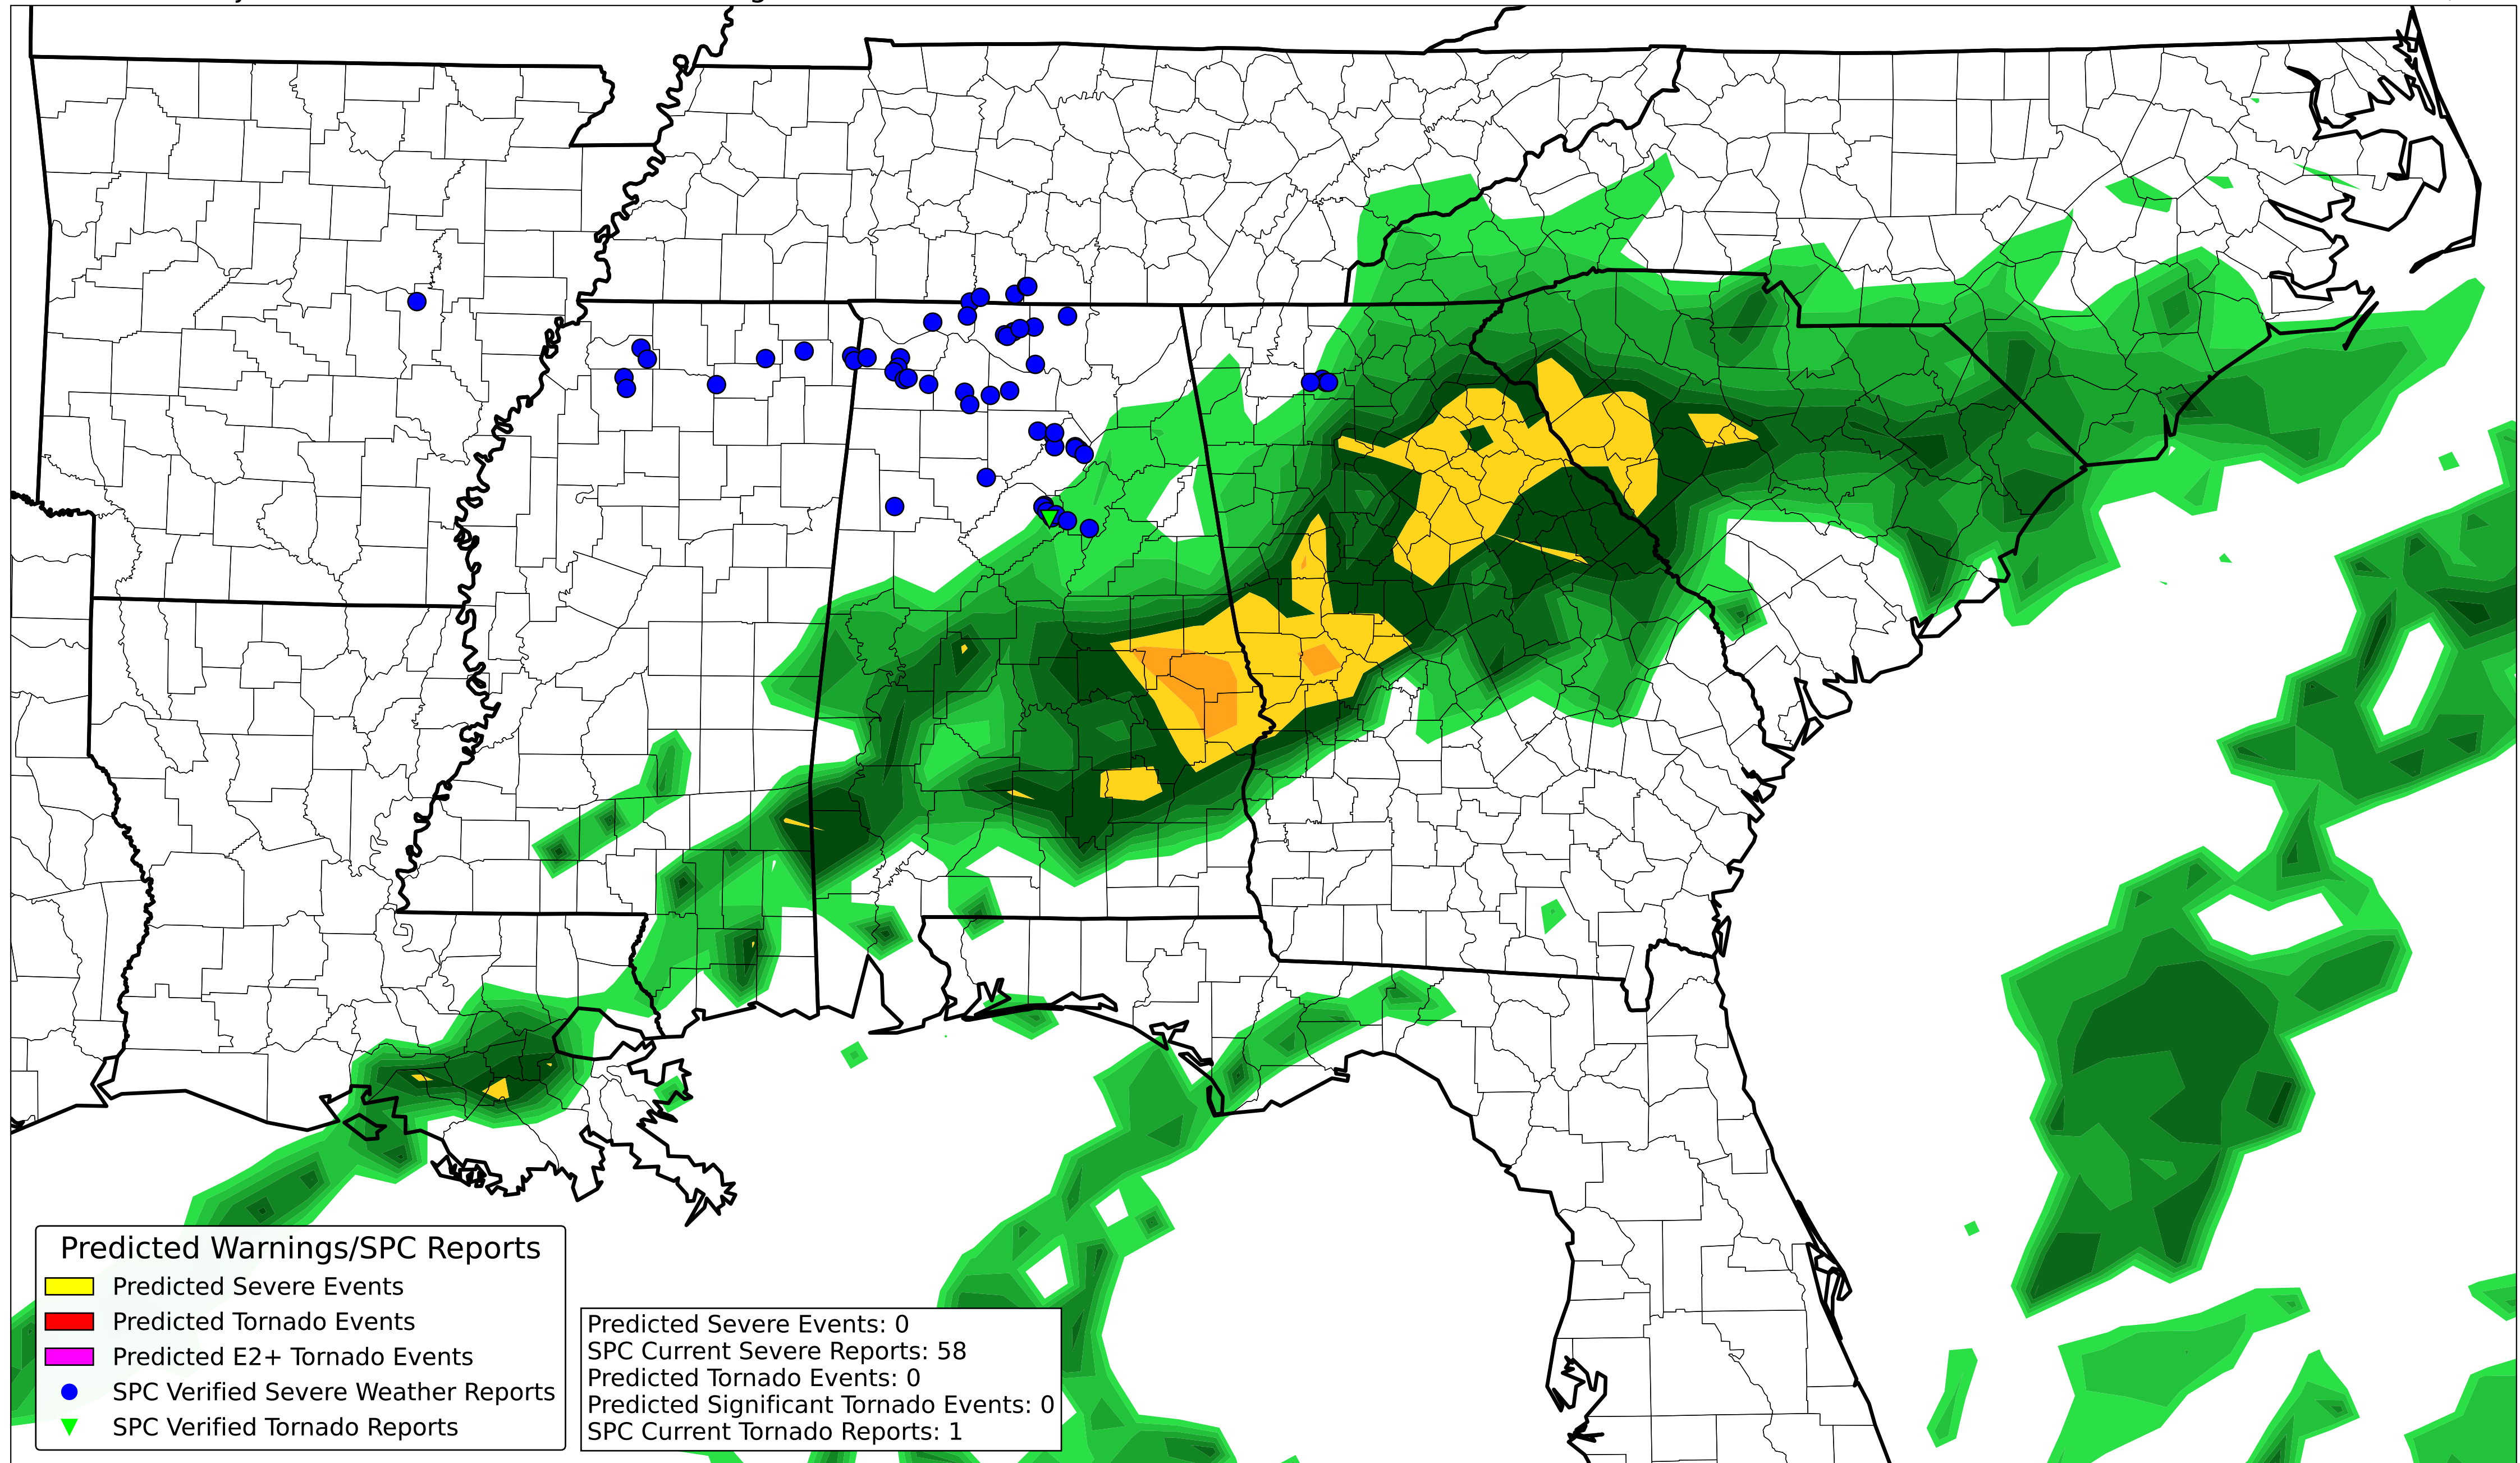 Predicted Warnings/SPC Reports
Predicted Severe Events
Predicted Tornado Events
Predicted E2+ Tornado Events
SPC Verified Severe Weather Reports
SPC Verified Tornado Reports
Predicted Severe Events: 0
SPC Current Severe Reports: 58
Predicted Tornado Events: 0
Predicted Significant Tornado Events: 0
SPC Current Tornado Reports: 1